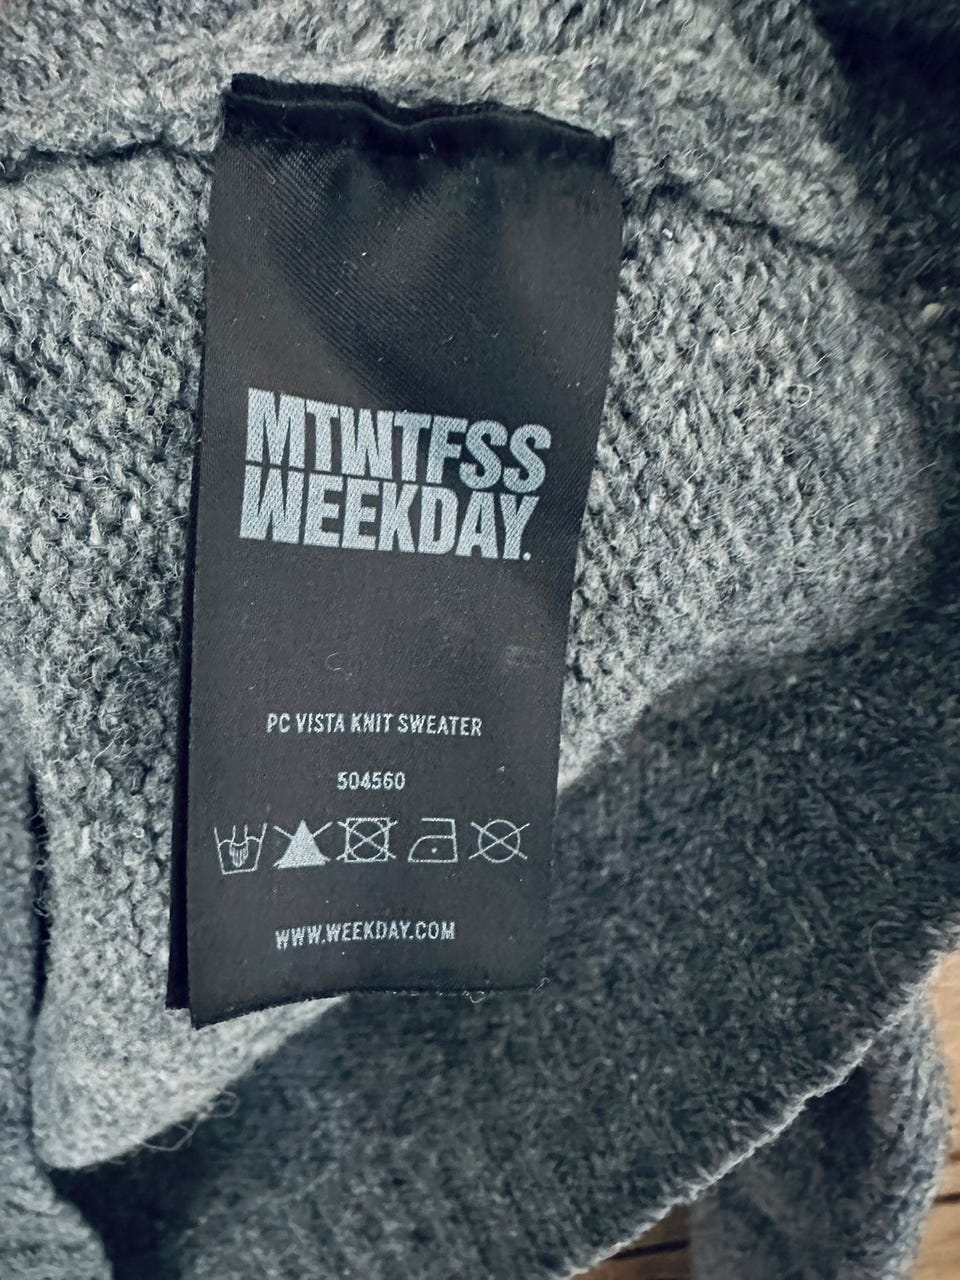 MTWTFSS
WEEKDAY.
PC VISTA KNIT SWEATER
504560
WWW.WEEKDAY.COM